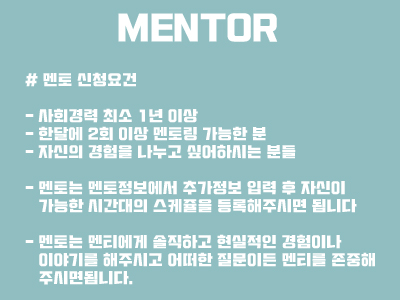 MENTOR
# 멘토 신청요건
- 사회경력 최소 1년 이상
- 한달에 2회 이상 멘토링 가능한 분
- 자신의 경험을 나누고 싶어하시는 분들
- 멘토는 멘토정보에서 추가정보 입력 후 자신이
가능한 시간대의 스케쥴을 등록해주시면 됩니다
- 멘토는 멘티에게 솔직하고 현실적인 경험이나
이야기를 해주시고 어떠한 질문이든 멘티를 존중해
주시면됩니다.